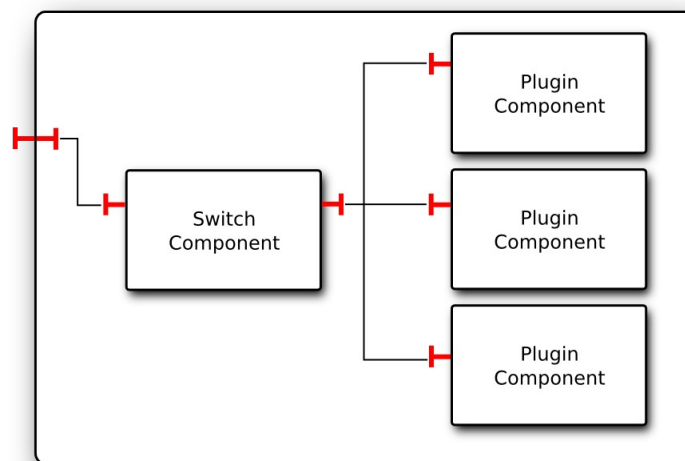 Plugin
Component
Switch
Component
Plugin
Component
Plugin
Component